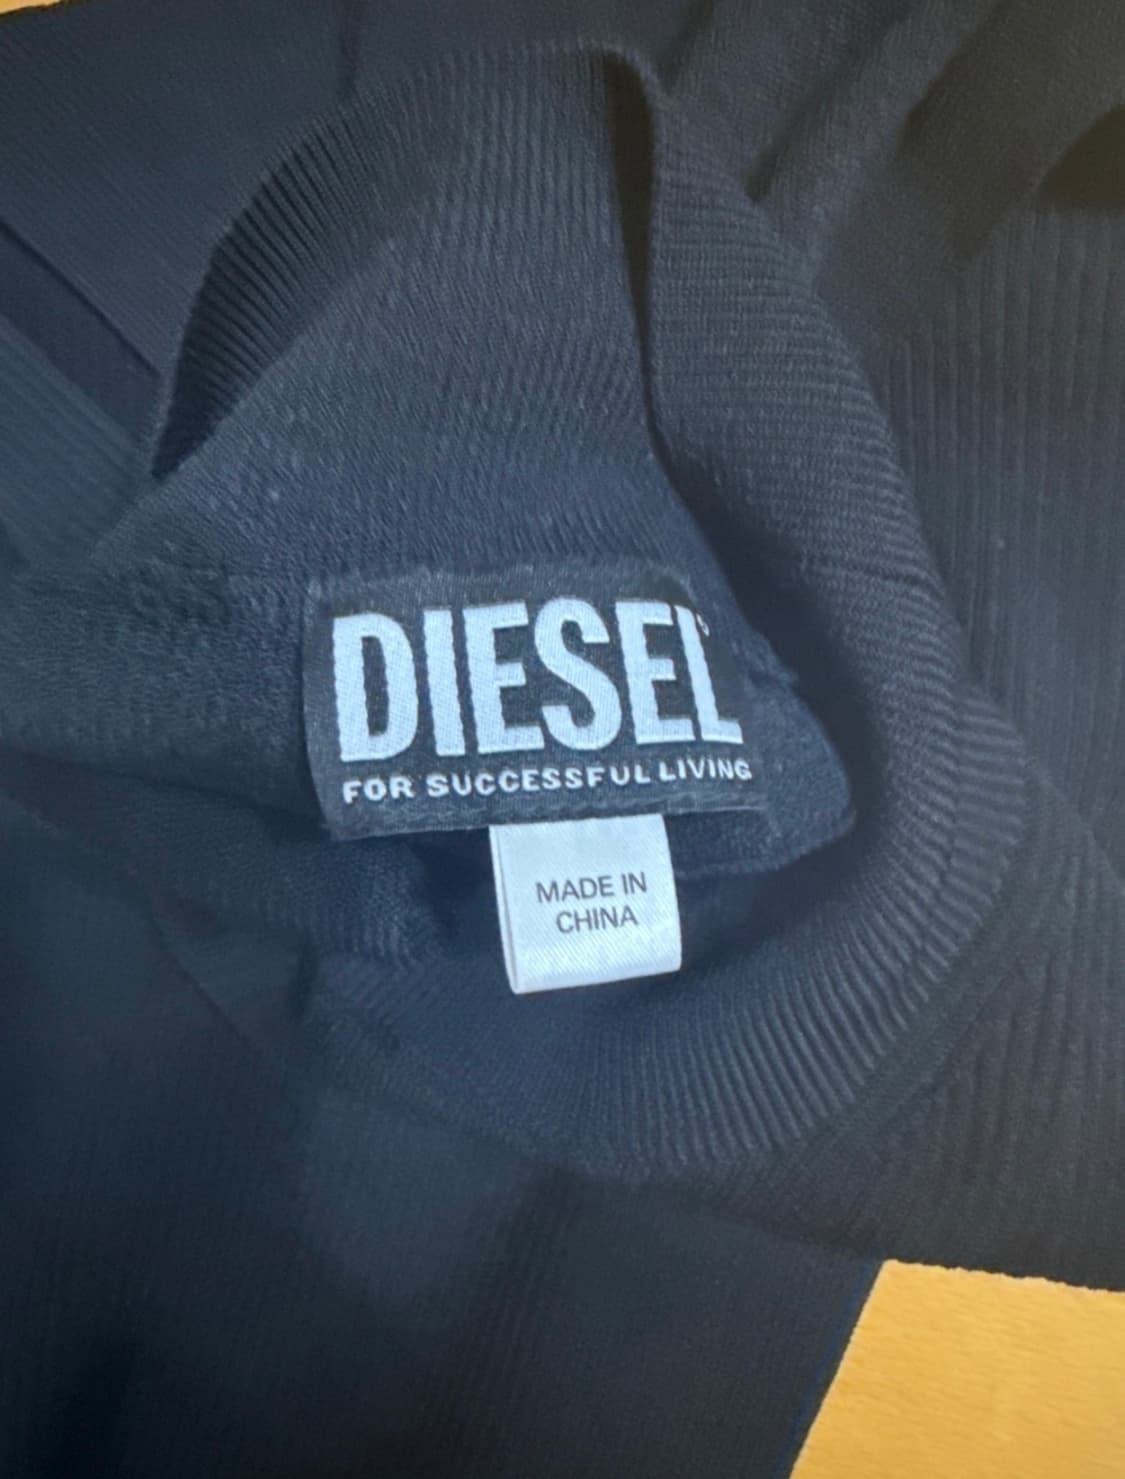 DIESEL
FOR SUCCESSFUL LIVING
MADE IN
CHINA